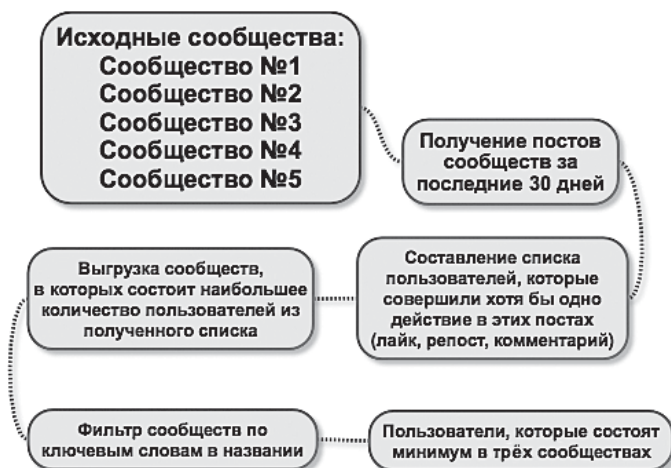 Исходные сообщества:
Сообщество №1
Сообщество №2
Сообщество №3
Сообщество №4
Сообщество №5
Получение постов
сообществ за
последние 30 дней
Составление списка
пользователей, которые
совершили хотя бы одно
действие в этих постах
(лайк, репост, комментарий)
Выгрузка сообществ,
в которых состоит наибольшее
количество пользователей из
полученного списка
Фильтр сообществ по
ключевым словам в названии
Пользователи, которые состоят
минимум в трёх сообществах